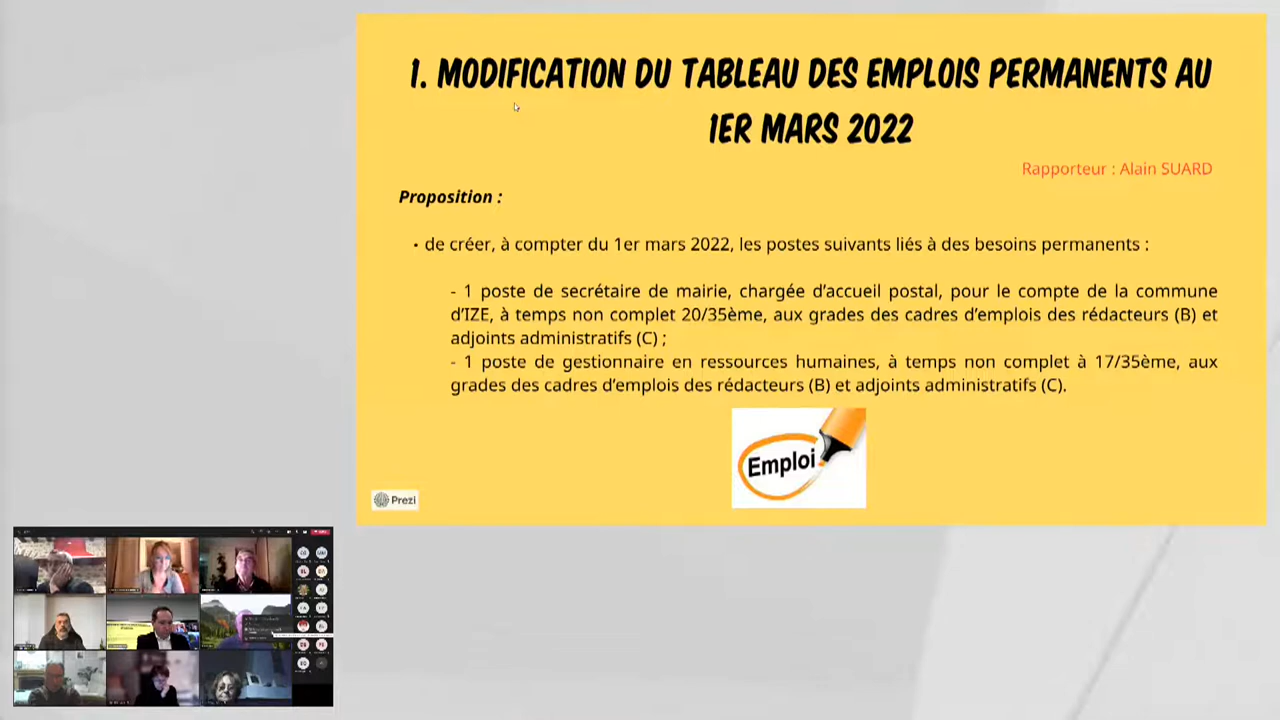 1. MODIFICATION DU TABLEAU DES EMPLOIS PERMANENTS AU
1ER MARS 2022
Rapporteur : Alain SUARD
Proposition :
• de créer, à compter du 1er mars 2022, les postes suivants liés à des besoins permanents :
- 1 poste de secrétaire de mairie, chargée d'accueil postal, pour le compte de la commune
d'IZE, à temps non complet 20/35ème, aux grades des cadres d'emplois des rédacteurs (B) et
adjoints administratifs (C) ;
- 1 poste de gestionnaire en ressources humaines, à temps non complet à 17/35ème, aux
grades des cadres d'emplois des rédacteurs (B) et adjoints administratifs (C).
Emploi
Prezi